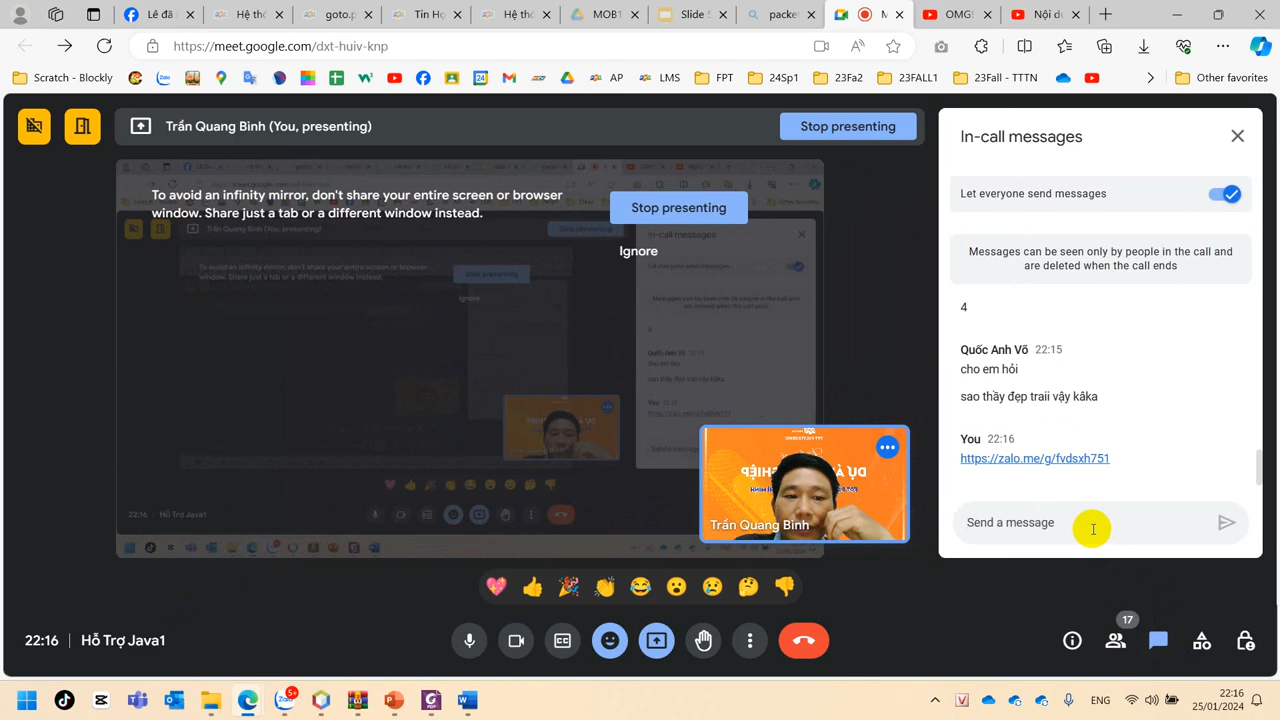 Lê đã
Hệ thố
goto.p
Tin Họ
Hệ thố
MOB1
Slide 5
packe
M
OMG!
Nội du
https://meet.google.com/dxt-huiv-knp
Scratch - Blockly
AP
LMS
FPT
24Sp1
23Fa2
23FALL1
23Fall - TTTN
Other favorites
Trần Quang Bình (You, presenting)
Stop presenting
To avoid an infinity mirror, don't share your entire screen or browser
window. Share just a tab or a different window instead.
Stop presenting
Ignore
Trần Quang Bình
In-call messages
Let everyone send messages
Messages can be seen only by people in the call and
are deleted when the call ends
4
Quốc Anh Võ 22:15
cho em hỏi
sao thầy đẹp traii vậy kâka
You 22:16
https://zalo.me/g/fvdsxh751
Send a message
22:16 | Hỗ Trợ Java1
17
5+
ENG
22:16
25/01/2024